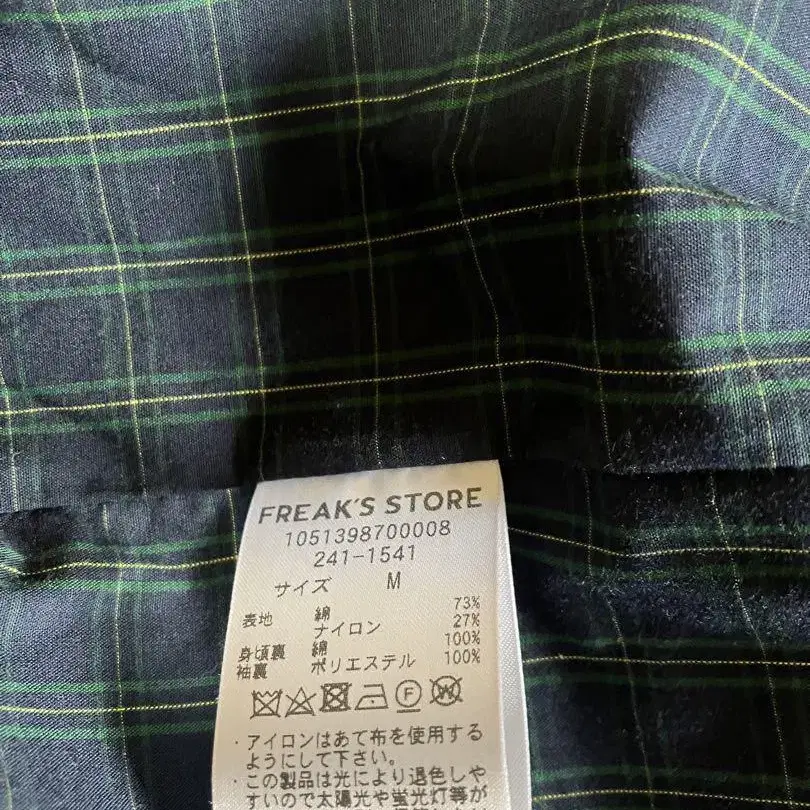 FREAK'S STORE
1051398700008
241-1541
サイズ M
表地 綿 73%
ナイロン 27%
身頃裏 綿 100%
袖裏 ポリエステル 100%
F W
・アイロンはあて布を使用する
ようにして下さい。
・この製品は光により退色しや
すいので太陽光や蛍光灯等が